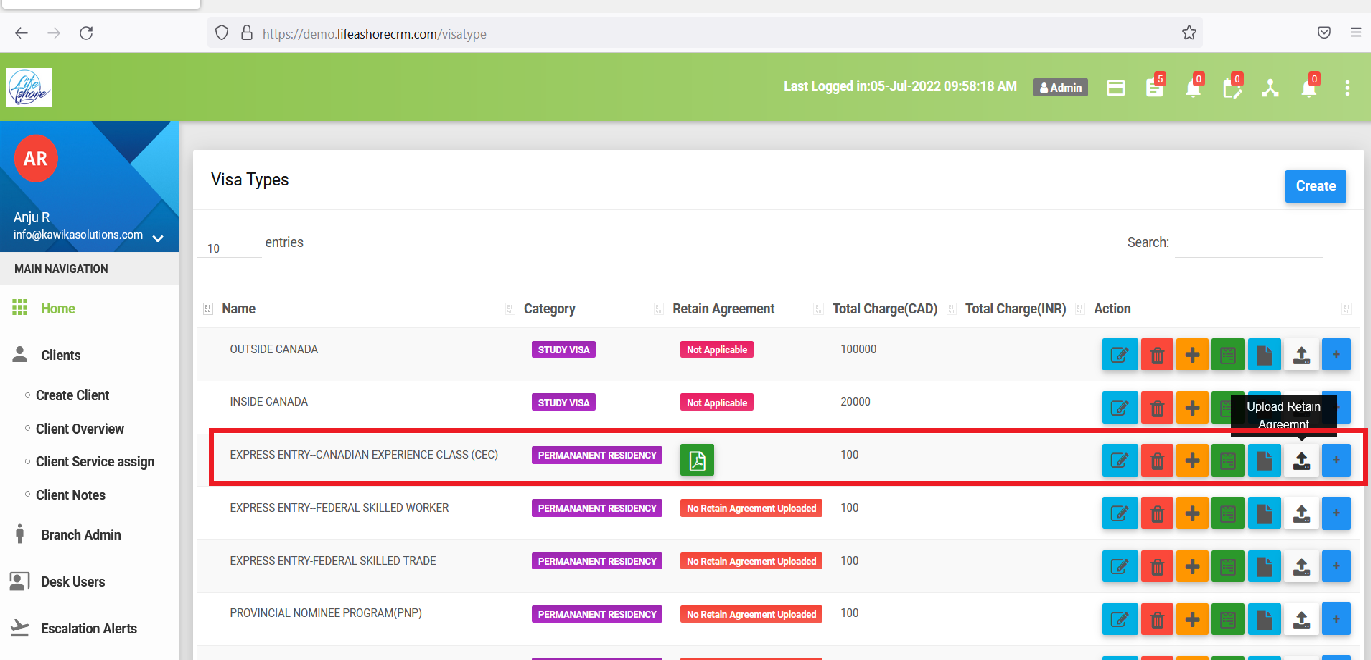 https://demo.lifeashorecrm.com/visatype
Life
Shore
Last Logged in:05-Jul-2022 09:58:18 AM
Admin
5
0
0
0
AR
Anju R
info@kawikasolutions.com
MAIN NAVIGATION
Home
Clients
Create Client
Client Overview
Client Service assign
Client Notes
Branch Admin
Desk Users
Escalation Alerts
Visa Types
Create
10 entries
Search:
Name Category Retain Agreement Total Charge(CAD) Total Charge(INR) Action
OUTSIDE CANADA STUDY VISA Not Applicable 100000
INSIDE CANADA STUDY VISA Not Applicable 20000
Upload Retain
Agreemnt
EXPRESS ENTRY--CANADIAN EXPERIENCE CLASS (CEC) PERMANANENT RESIDENCY 100
EXPRESS ENTRY--FEDERAL SKILLED WORKER PERMANANENT RESIDENCY No Retain Agreement Uploaded 100
EXPRESS ENTRY-FEDERAL SKILLED TRADE PERMANANENT RESIDENCY No Retain Agreement Uploaded 100
PROVINCIAL NOMINEE PROGRAM(PNP) PERMANANENT RESIDENCY No Retain Agreement Uploaded 100